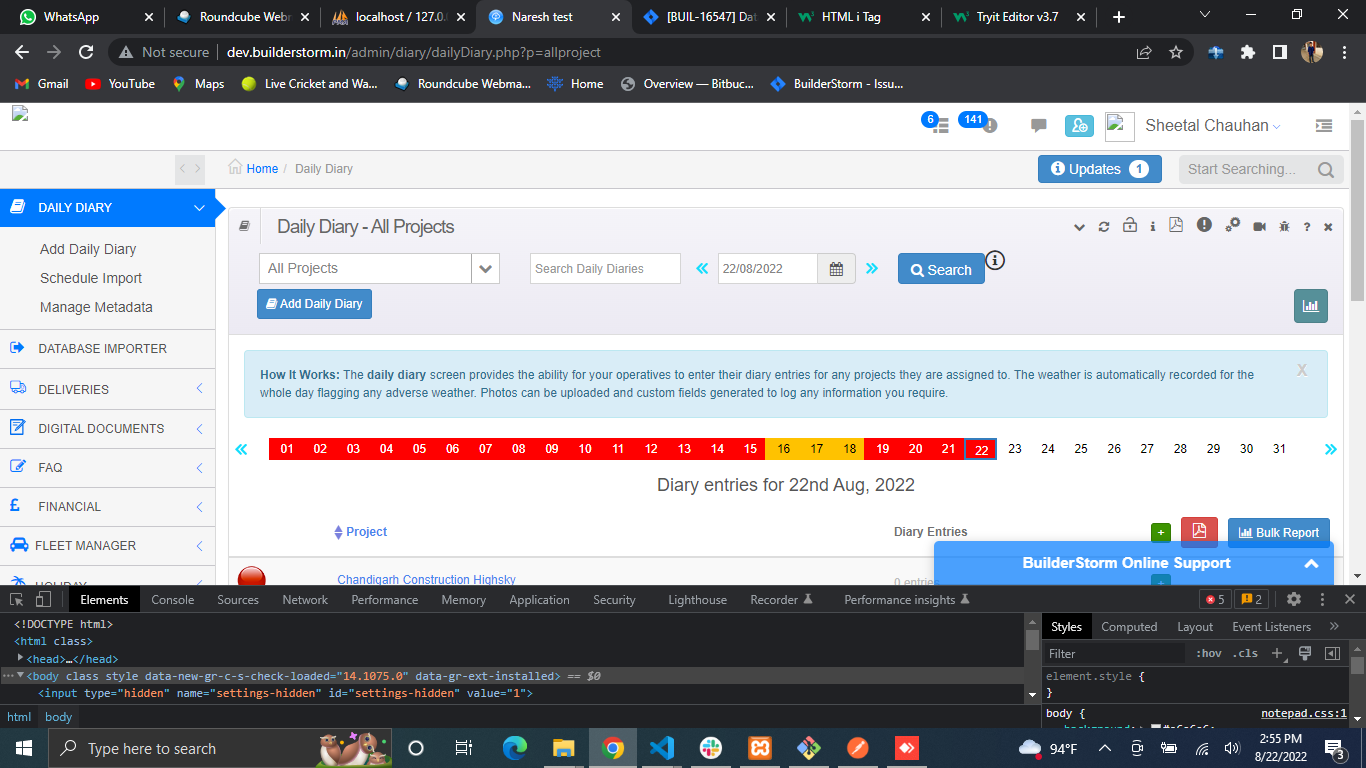 WhatsApp
Roundcube Webm
localhost / 127.0.
Naresh test
[BUIL-16547] Dat
HTML i Tag
Tryit Editor v3.7
Not secure dev.builderstorm.in/admin/diary/dailyDiary.php?p=allproject
Gmail
YouTube
Maps
Live Cricket and Wa...
Roundcube Webma...
Home
Overview — Bitbuc...
BuilderStorm - Issu...
6
141
Sheetal Chauhan
Home / Daily Diary
Updates 1
Start Searching...
DAILY DIARY
Add Daily Diary
Schedule Import
Manage Metadata
DATABASE IMPORTER
DELIVERIES
DIGITAL DOCUMENTS
FAQ
FINANCIAL
FLEET MANAGER
HOLIDAY
Daily Diary - All Projects
All Projects
Search Daily Diaries
22/08/2022
Search
Add Daily Diary
How It Works: The daily diary screen provides the ability for your operatives to enter their diary entries for any projects they are assigned to. The weather is automatically recorded for the
whole day flagging any adverse weather. Photos can be uploaded and custom fields generated to log any information you require.
X
01 02 03 04 05 06 07 08 09 10 11 12 13 14 15 16 17 18 19 20 21 22 23 24 25 26 27 28 29 30 31
Diary entries for 22nd Aug, 2022
Project
Diary Entries
+
Bulk Report
Chandigarh Construction Highsky
0 entries
BuilderStorm Online Support
Elements Console Sources Network Performance Memory Application Security Lighthouse Recorder Performance insights
5
2
<!DOCTYPE html>
<html class>
<head>…</head>
<body class style data-new-gr-c-s-check-loaded="14.1075.0" data-gr-ext-installed> == $0
<input type="hidden" name="settings-hidden" id="settings-hidden" value="1">
html body
Styles Computed Layout Event Listeners
Filter :hov .cls
element.style {
}
body { notepad.css:1
Type here to search
94°F
2:55 PM
8/22/2022
3